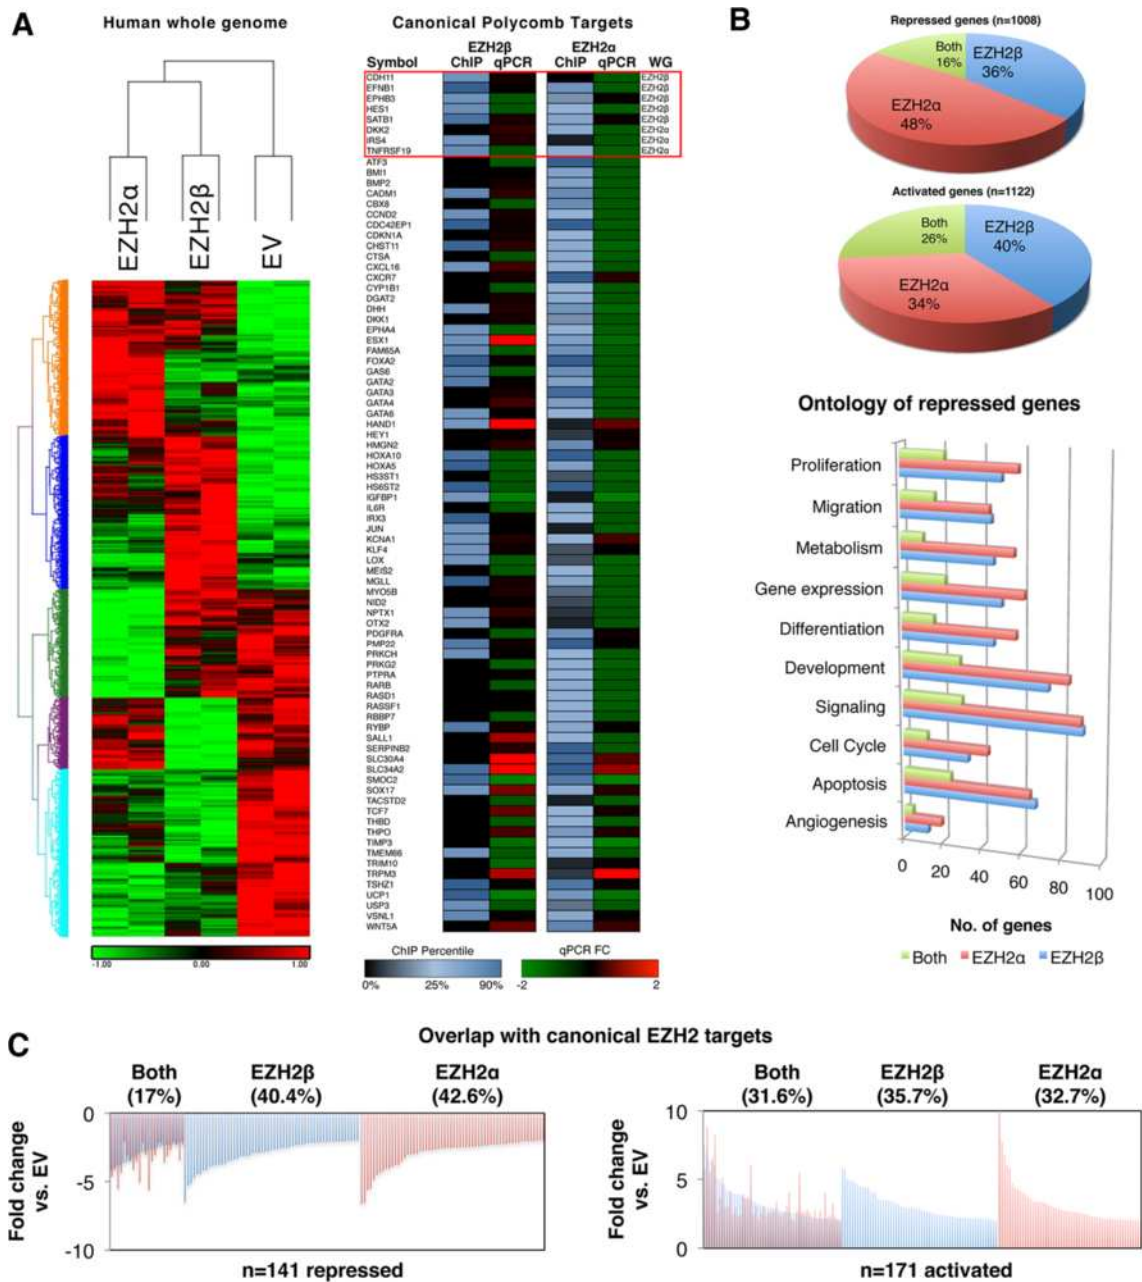 A
Human whole genome
EZH2α
EZH2β
EV
-1.00 0.00 1.00
Canonical Polycomb Targets
EZH2β EZH2α
Symbol ChIP qPCR ChIP qPCR WG
CDH11 EZH2β
EFNB1 EZH2β
EPHB3 EZH2β
HES1 EZH2β
SATB1 EZH2β
DKK2 EZH2α
IRS4 EZH2α
TNFRSF19 EZH2α
ATF3
BMI1
BMP2
CADM1
CBX8
CCND2
CDC42EP1
CDKN1A
CHST11
CTSA
CXCL16
CXCR7
CYP1B1
DGAT2
DHH
DKK1
EPHA4
ESX1
FAM65A
FOXA2
GAS6
GATA2
GATA3
GATA4
GATA6
HAND1
HEY1
HMGN2
HOXA10
HOXA5
HS3ST1
HS6ST2
IGFBP1
IL6R
IRX3
JUN
KCNA1
KLF4
LOX
MEIS2
MGLL
MYO5B
NID2
NPTX1
OTX2
PDGFRA
PMP22
PRKCH
PRKG2
PTPRA
RARB
RASD1
RASSF1
RBBP7
RYBP
SALL1
SERPINB2
SLC30A4
SLC34A2
SMOC2
SOX17
TACSTD2
TCF7
THBD
THPO
TIMP3
TMEM66
TRIM10
TRPM3
TSHZ1
UCP1
USP3
VSNL1
WNT5A
ChIP Percentile qPCR FC
0% 25% 90% -2 2
B
Repressed genes (n=1008)
Both
16%
EZH2β
36%
EZH2α
48%
Activated genes (n=1122)
Both
26%
EZH2β
40%
EZH2α
34%
Ontology of repressed genes
Proliferation
Migration
Metabolism
Gene expression
Differentiation
Development
Signaling
Cell Cycle
Apoptosis
Angiogenesis
0 20 40 60 80 100
No. of genes
Both EZH2α EZH2β
C
Overlap with canonical EZH2 targets
Both EZH2β EZH2α
(17%) (40.4%) (42.6%)
Fold change
vs. EV
0
-5
-10
n=141 repressed
Both EZH2β EZH2α
(31.6%) (35.7%) (32.7%)
Fold change
vs. EV
10
5
0
n=171 activated